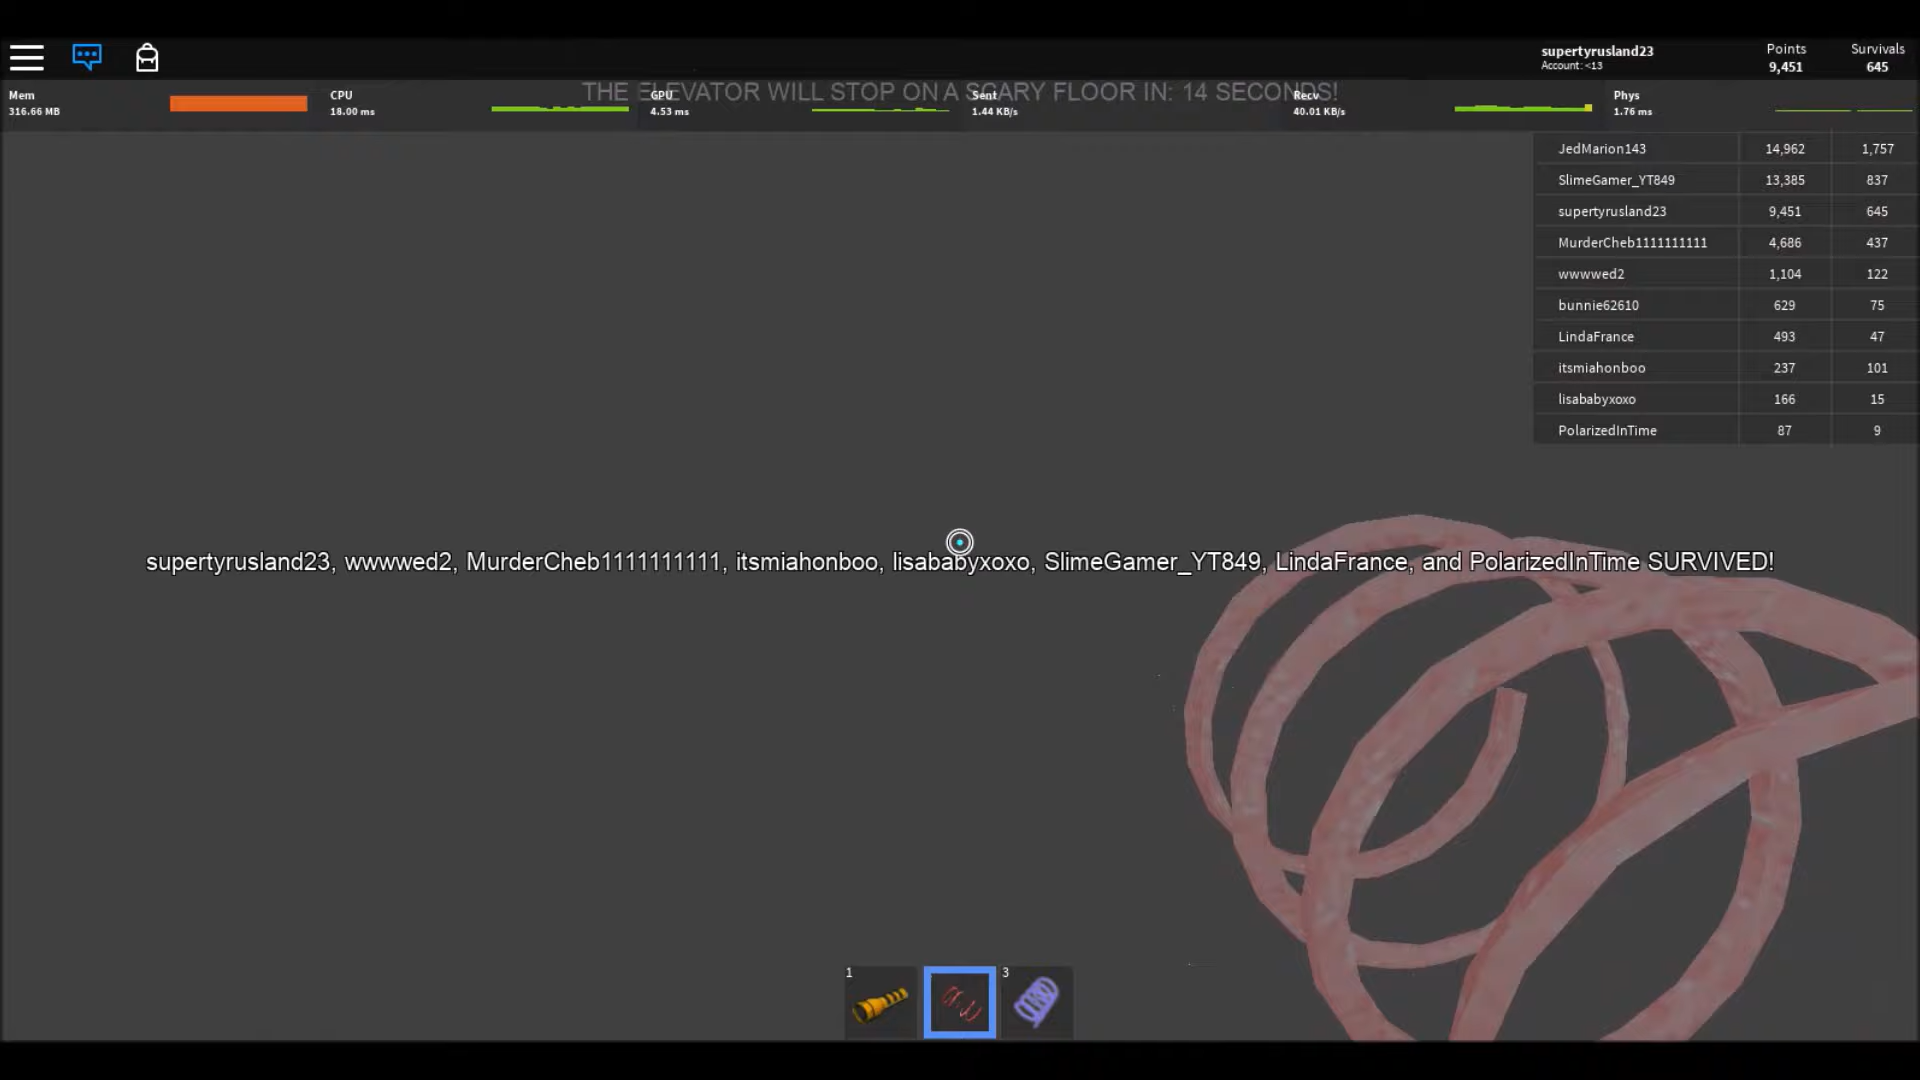 supertyrusland23 Points Survivals
Account: <13 9,451 645
THE ELEVATOR WILL STOP ON A SCARY FLOOR IN: 14 SECONDS!
Mem CPU GPU Sent Recv Phys
316.66 MB 18.00 ms 4.53 ms 1.44 KB/s 40.01 KB/s 1.76 ms
JedMarion143 14,962 1,757
SlimeGamer_YT849 13,385 837
supertyrusland23 9,451 645
MurderCheb1111111111 4,686 437
wwwwed2 1,104 122
bunnie62610 629 75
LindaFrance 493 47
itsmiahonboo 237 101
lisababyxoxo 166 15
PolarizedInTime 87 9
supertyrusland23, wwwwed2, MurderCheb1111111111, itsmiahonboo, lisababyxoxo, SlimeGamer_YT849, LindaFrance, and PolarizedInTime SURVIVED!
1 3